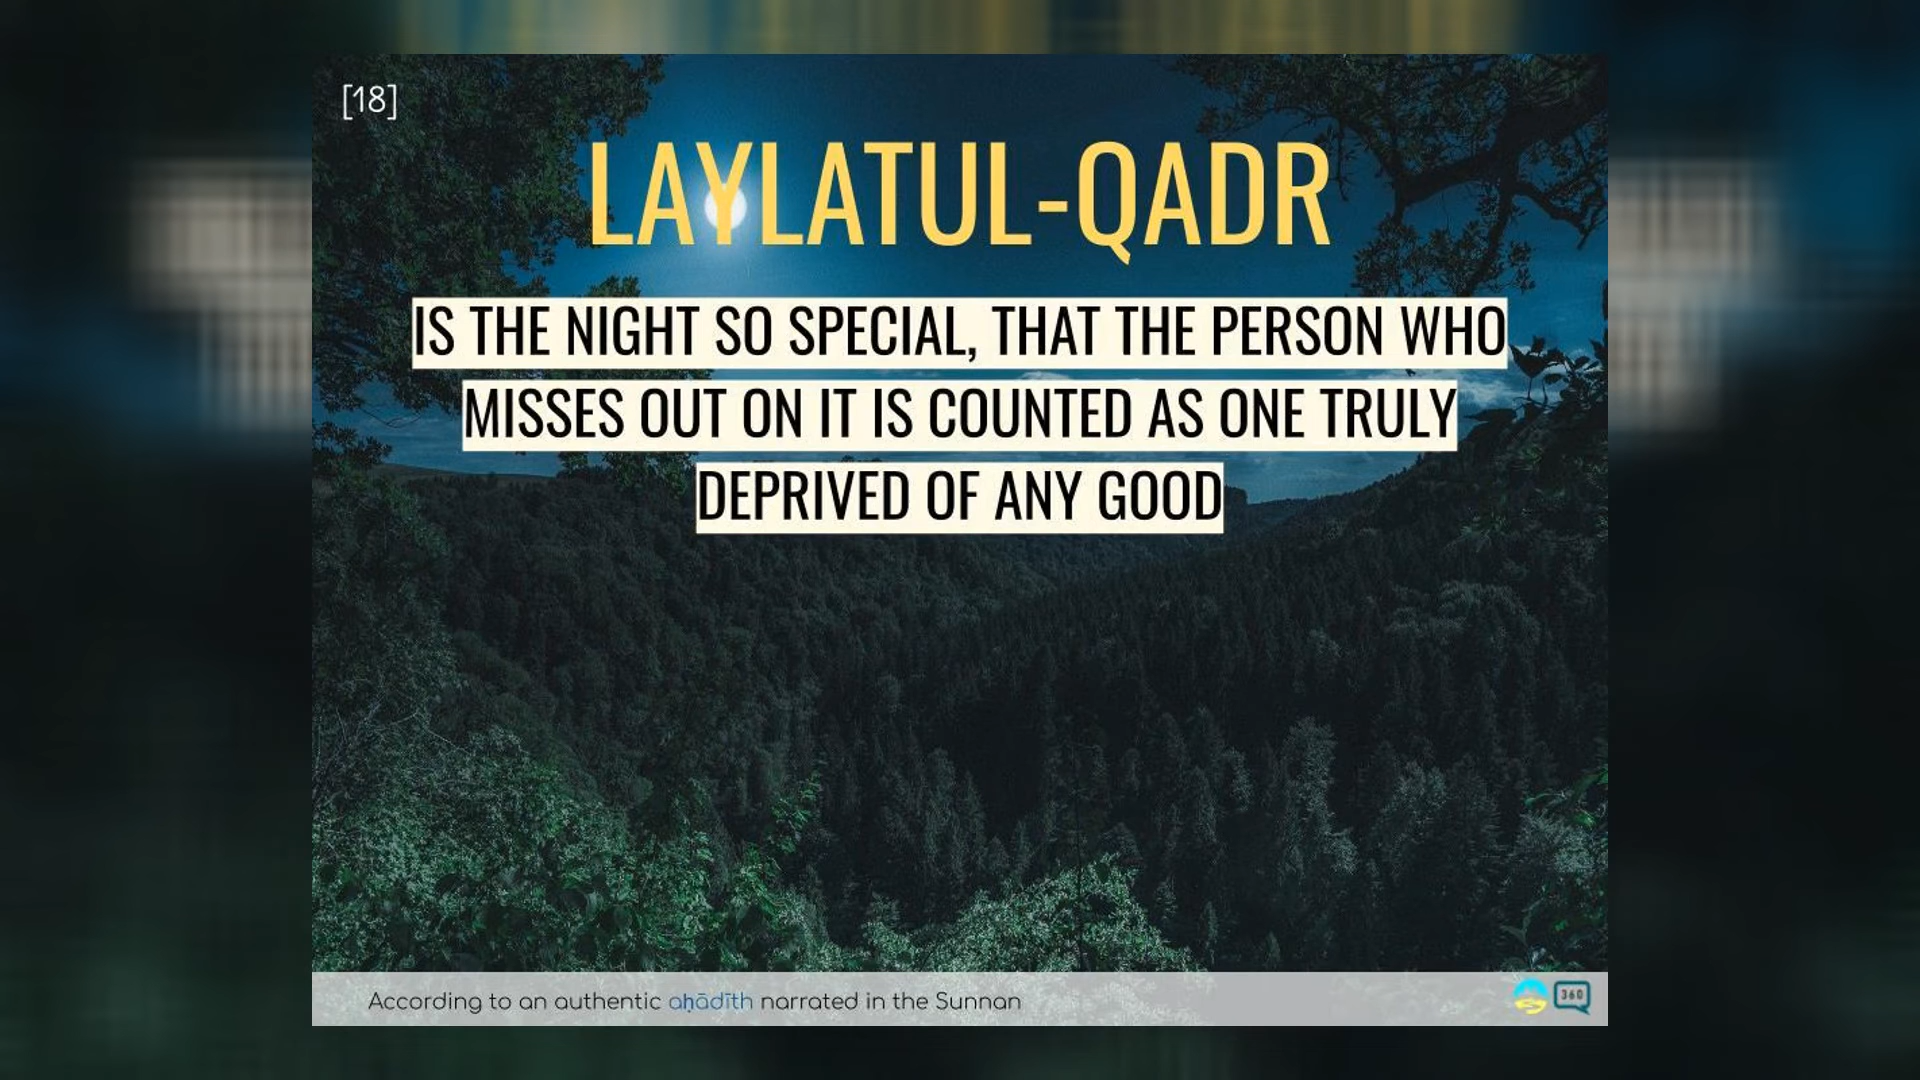 [18]
LAYLATUL-QADR
IS THE NIGHT SO SPECIAL, THAT THE PERSON WHO
MISSES OUT ON IT IS COUNTED AS ONE TRULY
DEPRIVED OF ANY GOOD
According to an authentic aḥādīth narrated in the Sunnan
360